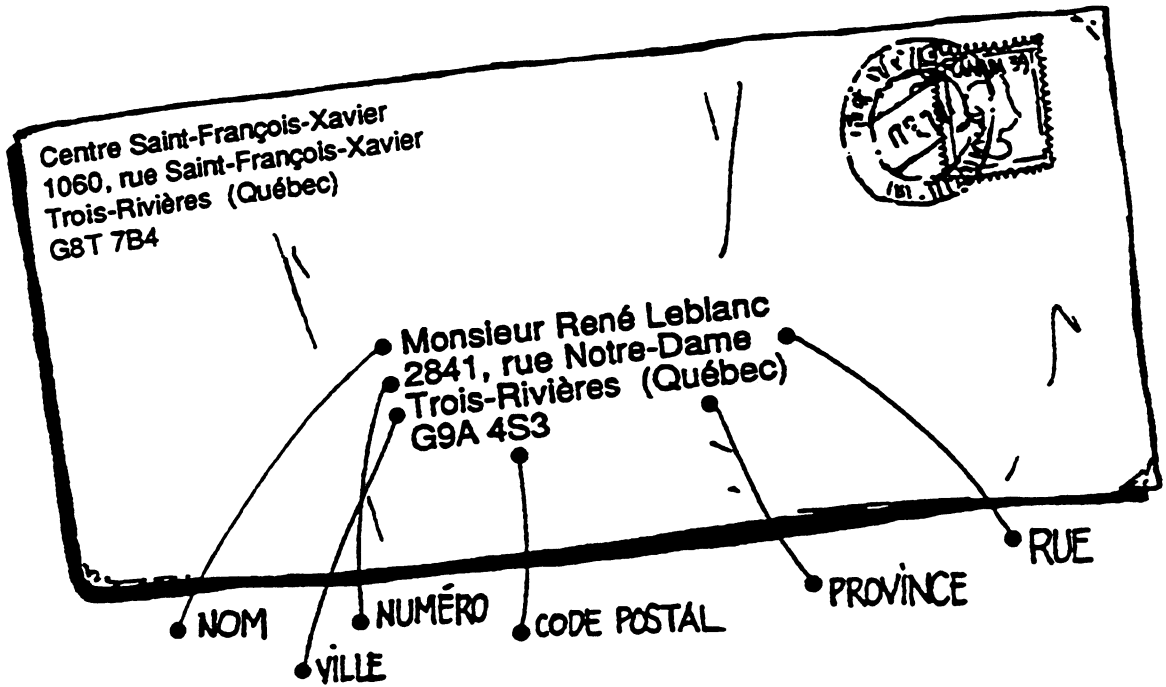 Centre Saint-François-Xavier
1060, rue Saint-François-Xavier
Trois-Rivières (Québec)
G8T 7B4
Monsieur René Leblanc
2841, rue Notre-Dame
Trois-Rivières (Québec)
G9A 4S3
RUE
PROVINCE
NUMÉRO
NOM
CODE POSTAL
VILLE